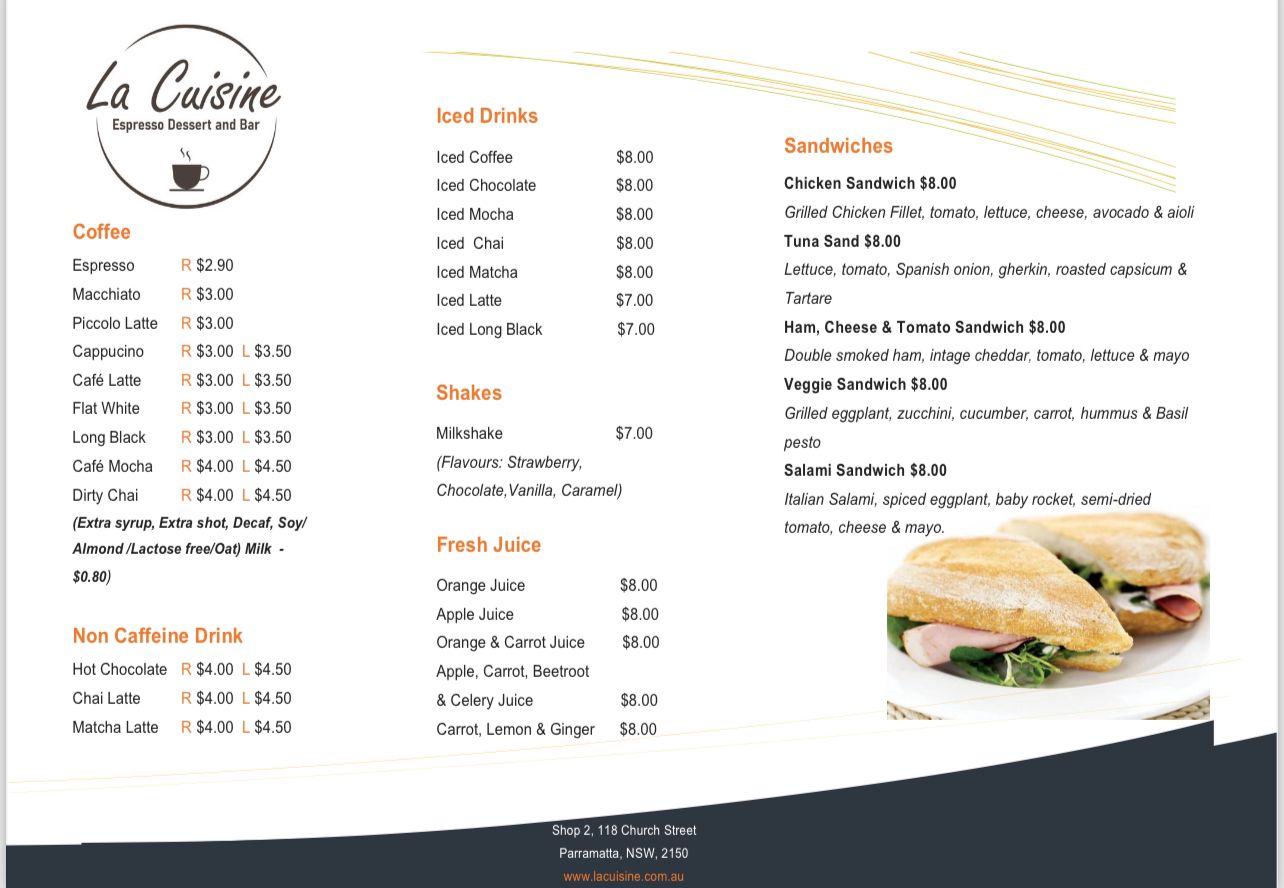 La Cuisine
Espresso Dessert and Bar
Coffee
Espresso R $2.90
Macchiato R $3.00
Piccolo Latte R $3.00
Cappucino R $3.00 L $3.50
Café Latte R $3.00 L $3.50
Flat White R $3.00 L $3.50
Long Black R $3.00 L $3.50
Café Mocha R $4.00 L $4.50
Dirty Chai R $4.00 L $4.50
(Extra syrup, Extra shot, Decaf, Soy/
Almond /Lactose free/Oat) Milk -
$0.80)
Non Caffeine Drink
Hot Chocolate R $4.00 L $4.50
Chai Latte R $4.00 L $4.50
Matcha Latte R $4.00 L $4.50
Iced Drinks
Iced Coffee $8.00
Iced Chocolate $8.00
Iced Mocha $8.00
Iced Chai $8.00
Iced Matcha $8.00
Iced Latte $7.00
Iced Long Black $7.00
Shakes
Milkshake $7.00
(Flavours: Strawberry,
Chocolate,Vanilla, Caramel)
Fresh Juice
Orange Juice $8.00
Apple Juice $8.00
Orange & Carrot Juice $8.00
Apple, Carrot, Beetroot
& Celery Juice $8.00
Carrot, Lemon & Ginger $8.00
Sandwiches
Chicken Sandwich $8.00
Grilled Chicken Fillet, tomato, lettuce, cheese, avocado & aioli
Tuna Sand $8.00
Lettuce, tomato, Spanish onion, gherkin, roasted capsicum &
Tartare
Ham, Cheese & Tomato Sandwich $8.00
Double smoked ham, intage cheddar, tomato, lettuce & mayo
Veggie Sandwich $8.00
Grilled eggplant, zucchini, cucumber, carrot, hummus & Basil
pesto
Salami Sandwich $8.00
Italian Salami, spiced eggplant, baby rocket, semi-dried
tomato, cheese & mayo.
Shop 2, 118 Church Street
Parramatta, NSW, 2150
www.lacuisine.com.au